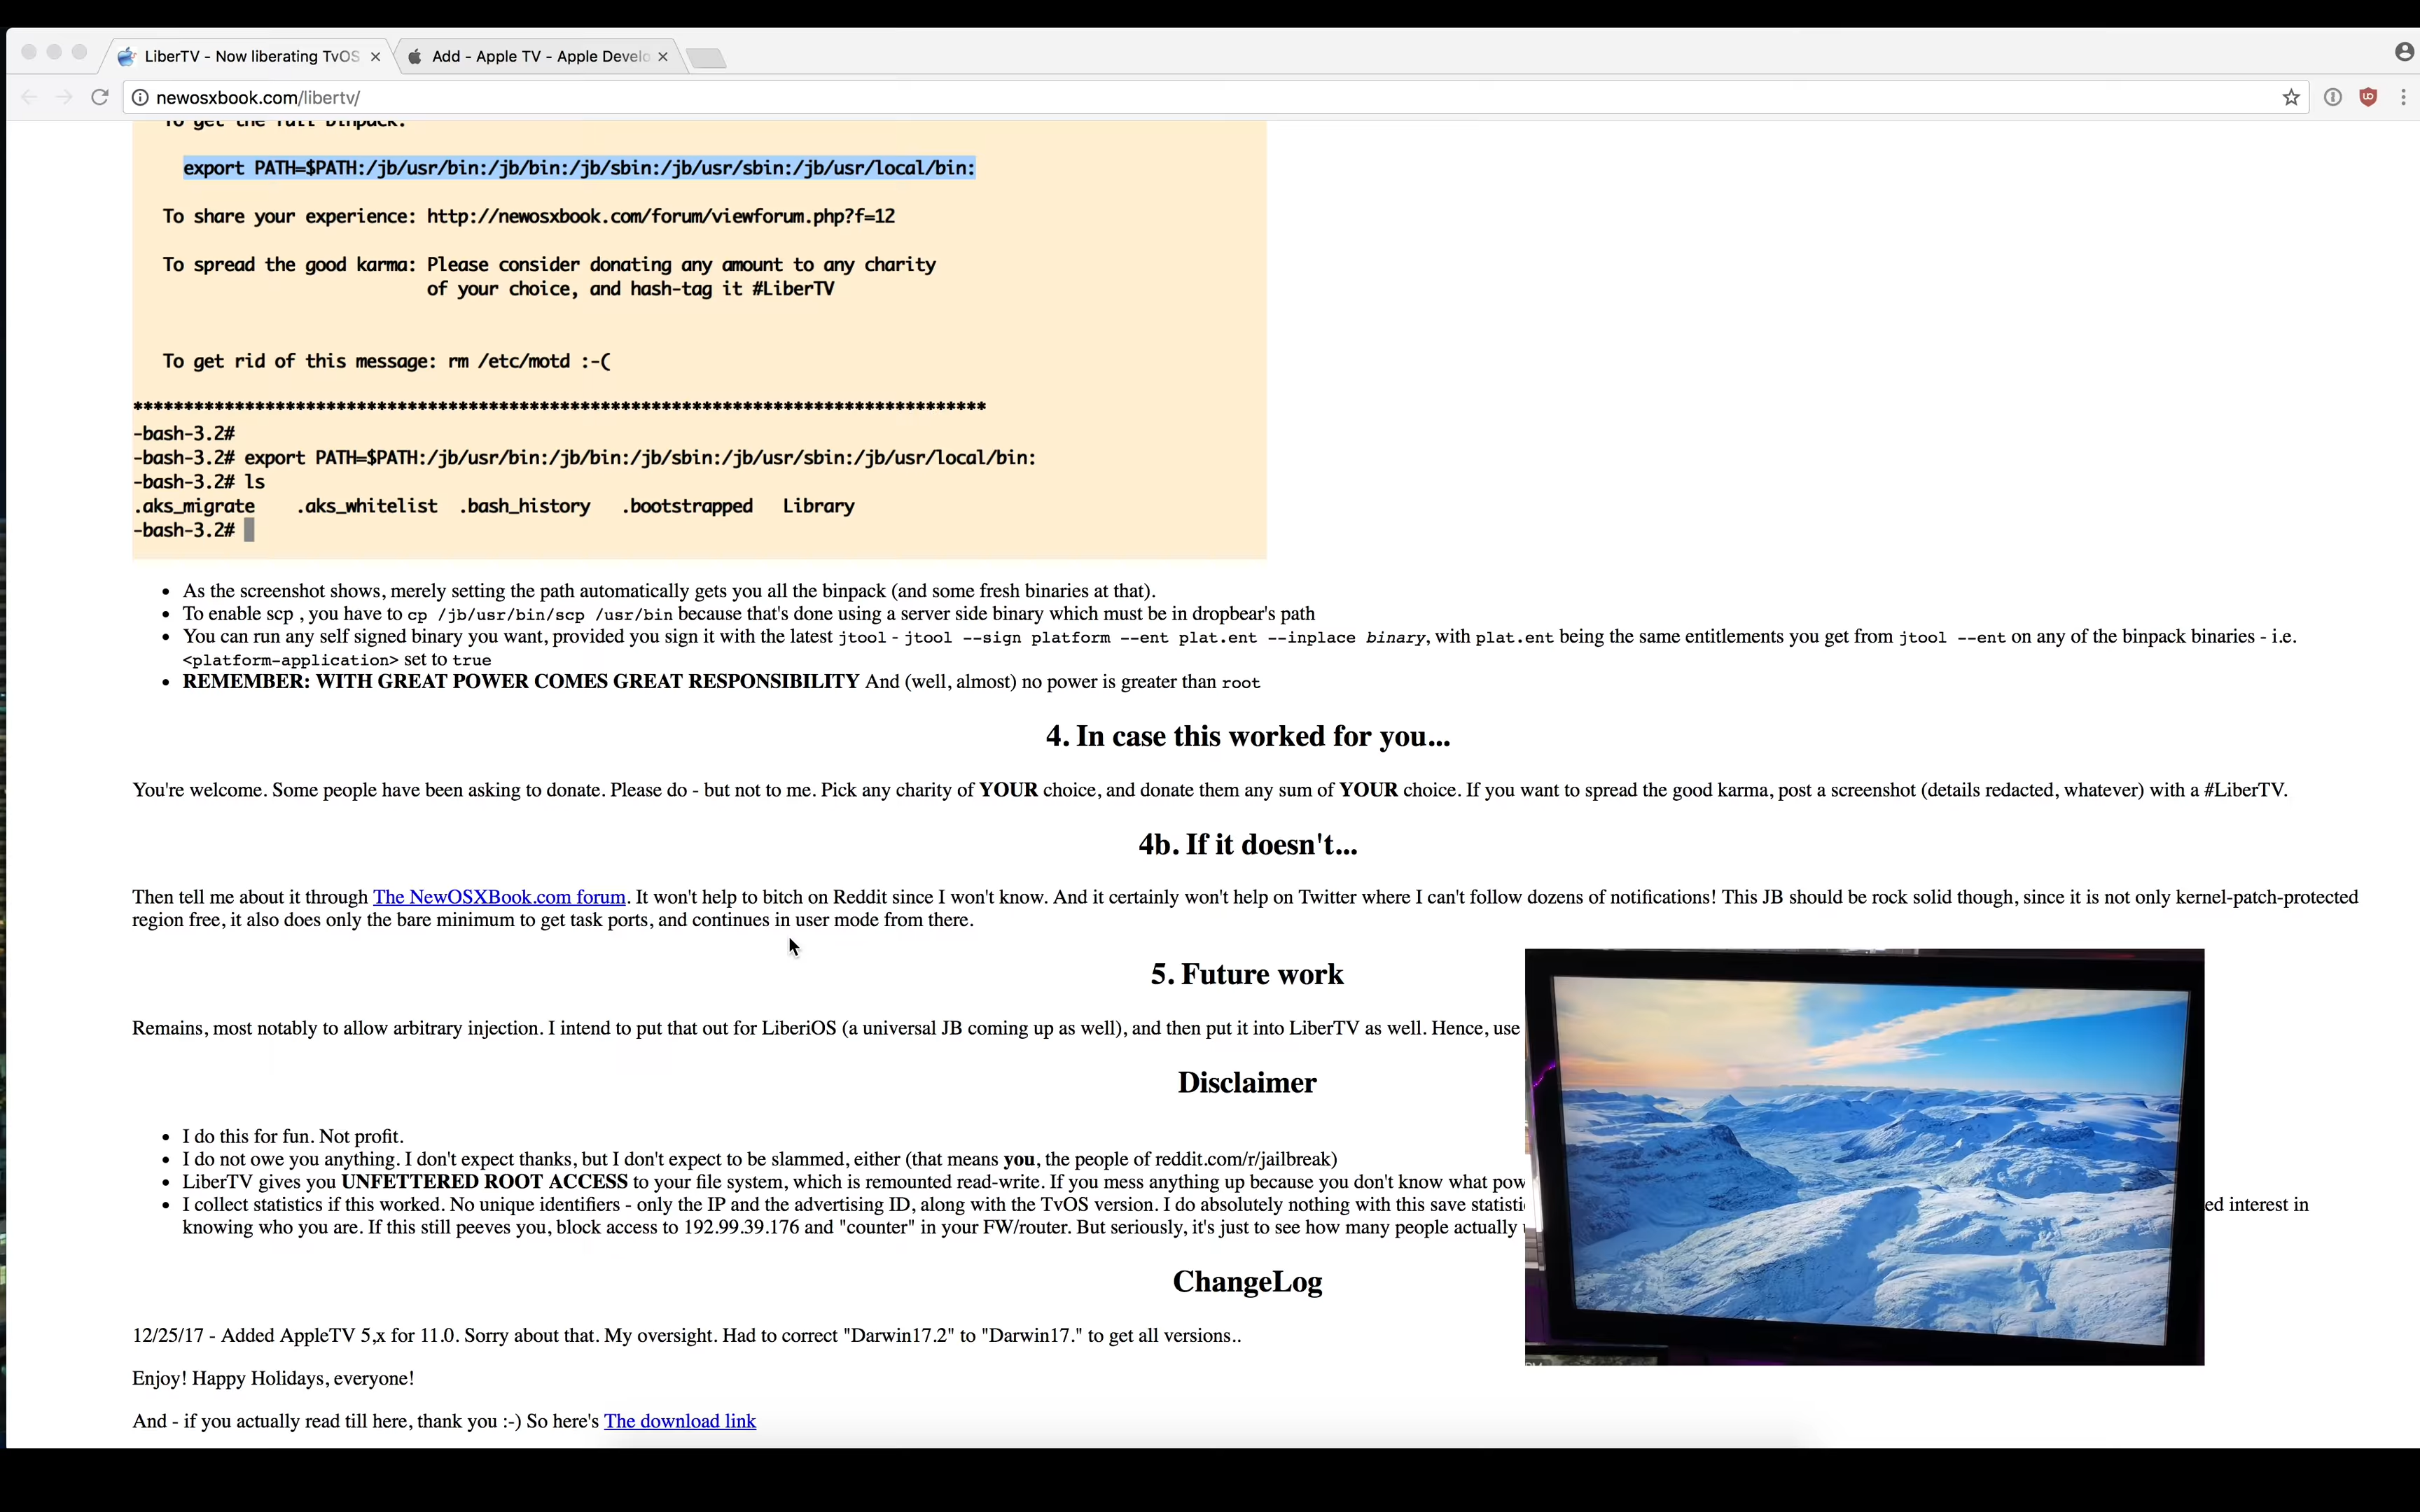 LiberTV - Now liberating TvOS
Add - Apple TV - Apple Develo
newosxbook.com/libertv/
To get the full binpack:
export PATH=$PATH:/jb/usr/bin:/jb/bin:/jb/sbin:/jb/usr/sbin:/jb/usr/local/bin:
To share your experience: http://newosxbook.com/forum/viewforum.php?f=12
To spread the good karma: Please consider donating any amount to any charity
of your choice, and hash-tag it #LiberTV
To get rid of this message: rm /etc/motd :-(
************************************************************************************
-bash-3.2#
-bash-3.2# export PATH=$PATH:/jb/usr/bin:/jb/bin:/jb/sbin:/jb/usr/sbin:/jb/usr/local/bin:
-bash-3.2# ls
.aks_migrate .aks_whitelist .bash_history .bootstrapped Library
-bash-3.2#
• As the screenshot shows, merely setting the path automatically gets you all the binpack (and some fresh binaries at that).
• To enable scp , you have to cp /jb/usr/bin/scp /usr/bin because that's done using a server side binary which must be in dropbear's path
• You can run any self signed binary you want, provided you sign it with the latest jtool - jtool --sign platform --ent plat.ent --inplace binary, with plat.ent being the same entitlements you get from jtool --ent on any of the binpack binaries - i.e.
<platform-application> set to true
• REMEMBER: WITH GREAT POWER COMES GREAT RESPONSIBILITY And (well, almost) no power is greater than root
4. In case this worked for you...
You're welcome. Some people have been asking to donate. Please do - but not to me. Pick any charity of YOUR choice, and donate them any sum of YOUR choice. If you want to spread the good karma, post a screenshot (details redacted, whatever) with a #LiberTV.
4b. If it doesn't...
Then tell me about it through The NewOSXBook.com forum. It won't help to bitch on Reddit since I won't know. And it certainly won't help on Twitter where I can't follow dozens of notifications! This JB should be rock solid though, since it is not only kernel-patch-protected
region free, it also does only the bare minimum to get task ports, and continues in user mode from there.
5. Future work
Remains, most notably to allow arbitrary injection. I intend to put that out for LiberiOS (a universal JB coming up as well), and then put it into LiberTV as well. Hence, use
Disclaimer
• I do this for fun. Not profit.
• I do not owe you anything. I don't expect thanks, but I don't expect to be slammed, either (that means you, the people of reddit.com/r/jailbreak)
• LiberTV gives you UNFETTERED ROOT ACCESS to your file system, which is remounted read-write. If you mess anything up because you don't know what pow
• I collect statistics if this worked. No unique identifiers - only the IP and the advertising ID, along with the TvOS version. I do absolutely nothing with this save statisti ed interest in
knowing who you are. If this still peeves you, block access to 192.99.39.176 and "counter" in your FW/router. But seriously, it's just to see how many people actually
ChangeLog
12/25/17 - Added AppleTV 5,x for 11.0. Sorry about that. My oversight. Had to correct "Darwin17.2" to "Darwin17." to get all versions..
Enjoy! Happy Holidays, everyone!
And - if you actually read till here, thank you :-) So here's The download link